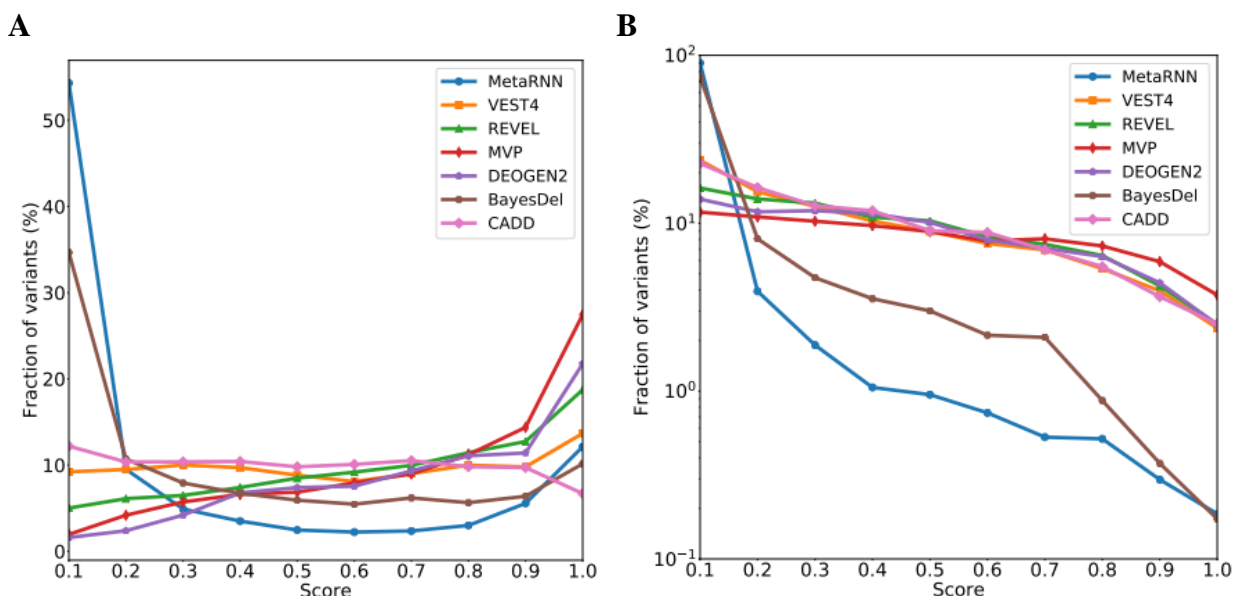 A
B
Fraction of variants (%)
50
40
30
20
10
0
MetaRNN
VEST4
REVEL
MVP
DEOGEN2
BayesDel
CADD
0.1 0.2 0.3 0.4 0.5 0.6 0.7 0.8 0.9 1.0
Score
Fraction of variants (%)
10²
10¹
10⁰
10⁻¹
MetaRNN
VEST4
REVEL
MVP
DEOGEN2
BayesDel
CADD
0.1 0.2 0.3 0.4 0.5 0.6 0.7 0.8 0.9 1.0
Score